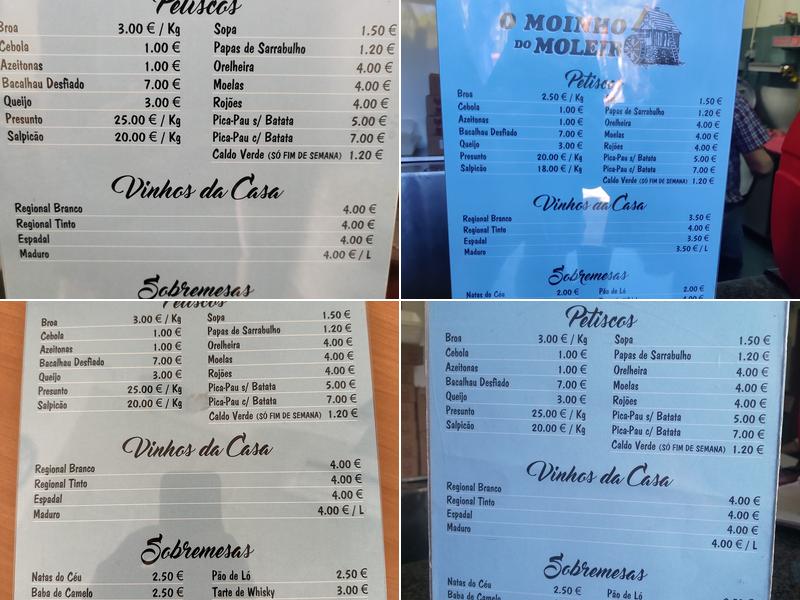 Petiscos
Broa 3.00 € / Kg Sopa 1.50 €
Cebola 1.00 € Papas de Sarrabulho 1.20 €
Azeitonas 1.00 € Orelheira 4.00 €
Bacalhau Desfiado 7.00 € Moelas 4.00 €
Queijo 3.00 € Rojões 4.00 €
Presunto 25.00 € / Kg Pica-Pau s/ Batata 5.00 €
Salpicão 20.00 € / Kg Pica-Pau c/ Batata 7.00 €
Caldo Verde (SÓ FIM DE SEMANA) 1.20 €
Vinhos da Casa
Regional Branco 4.00 €
Regional Tinto 4.00 €
Espadal 4.00 €
Maduro 4.00 € / L
Sobremesas
O MOINHO
DO MOLEIRO
Petiscos
Broa 2.50 € / Kg 1.50 €
Cebola 1.00 € Papas de Sarrabulho 1.20 €
Azeitonas 1.00 € Orelheira 4.00 €
Bacalhau Desfiado 7.00 € Moelas 4.00 €
Queijo 3.00 € Rojões 4.00 €
Presunto 20.00 € / Kg Pica-Pau s/ Batata 5.00 €
Salpicão 18.00 € / Kg Pica-Pau c/ Batata 7.00 €
Caldo Verde (SÓ FIM DE SEMANA) 1.20 €
Vinhos da Casa
Regional Branco 3.50 €
Regional Tinto 4.00 €
Espadal 3.50 €
Maduro 3.50 € / L
Sobremesas
Natas do Céu 2.00 € Pão de Ló 2.00 €
Petiscos
Broa 3.00 € / Kg Sopa 1.50 €
Cebola 1.00 € Papas de Sarrabulho 1.20 €
Azeitonas 1.00 € Orelheira 4.00 €
Bacalhau Desfiado 7.00 € Moelas 4.00 €
Queijo 3.00 € Rojões 4.00 €
Presunto 25.00 € / Kg Pica-Pau s/ Batata 5.00 €
Salpicão 20.00 € / Kg Pica-Pau c/ Batata 7.00 €
Caldo Verde (SÓ FIM DE SEMANA) 1.20 €
Vinhos da Casa
Regional Branco 4.00 €
Regional Tinto 4.00 €
Espadal 4.00 €
Maduro 4.00 € / L
Sobremesas
Natas do Céu 2.50 € Pão de Ló 2.50 €
Baba de Camelo 2.50 € Tarte de Whisky 3.00 €
Petiscos
Broa 3.00 € / Kg Sopa 1.50 €
Cebola 1.00 € Papas de Sarrabulho 1.20 €
Azeitonas 1.00 € Orelheira 4.00 €
Bacalhau Desfiado 7.00 € Moelas 4.00 €
Queijo 3.00 € Rojões 4.00 €
Presunto 25.00 € / Kg Pica-Pau s/ Batata 5.00 €
Salpicão 20.00 € / Kg Pica-Pau c/ Batata 7.00 €
Caldo Verde (SÓ FIM DE SEMANA) 1.20 €
Vinhos da Casa
Regional Branco 4.00 €
Regional Tinto 4.00 €
Espadal 4.00 €
Maduro 4.00 € / L
Sobremesas
Natas do Céu 2.50 € Pão de Ló
Baba de Camelo